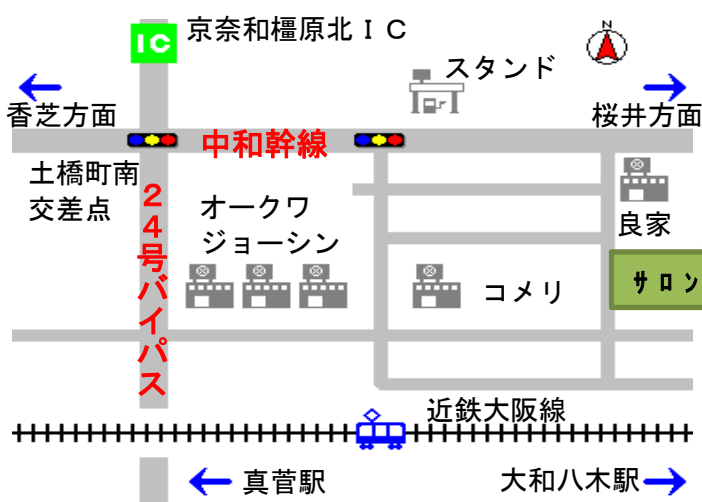 IC
京奈和橿原北ＩＣ
N
スタンド
香芝方面
桜井方面
中和幹線
土橋町南
交差点
２４号バイパス
オークワ
ジョーシン
良家
サロン
コメリ
近鉄大阪線
真菅駅
大和八木駅